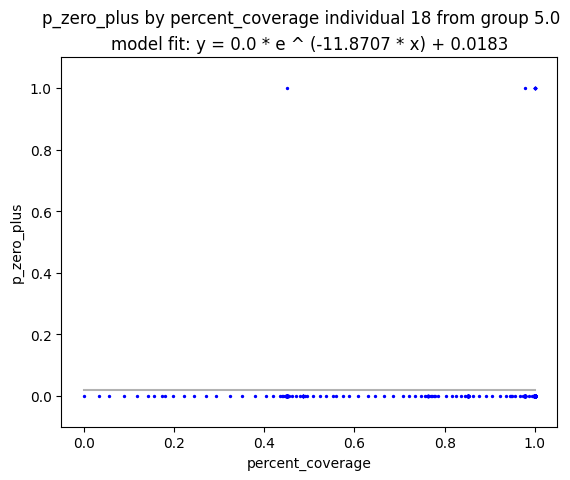 p_zero_plus by percent_coverage individual 18 from group 5.0
model fit: y = 0.0 * e ^ (-11.8707 * x) + 0.0183
1.0
0.8
0.6
0.4
0.2
0.0
p_zero_plus
0.0 0.2 0.4 0.6 0.8 1.0
percent_coverage